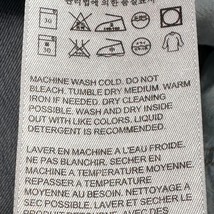 30 30
MACHINE WASH COLD. DO NOT
BLEACH. TUMBLE DRY MEDIUM. WARM
IRON IF NEEDED. DRY CLEANING
POSSIBLE. WASH AND DRY INSIDE
OUT WITH LIKE COLORS. LIQUID
DETERGENT IS RECOMMENDED.
LAVER EN MACHINE A L'EAU FROIDE.
NE PAS BLANCHIR. SECHER EN
MACHINE A TEMPERATURE MOYENNE.
REPASSER A TEMPERATURE
MOYENNE AU BESOIN. NETTOYAGE A
SEC POSSIBLE. LAVER ET